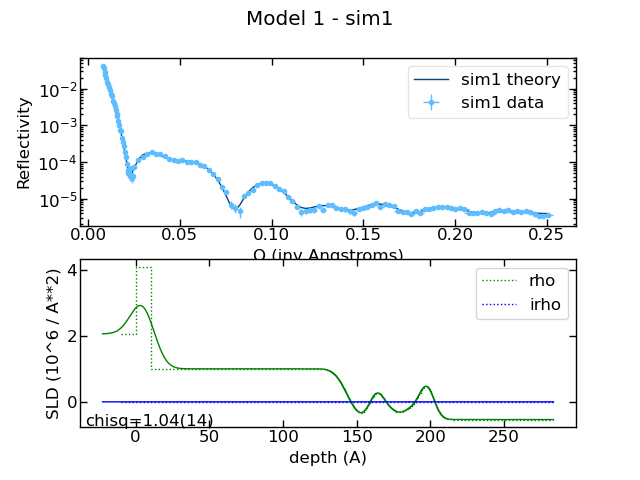 Model 1 - sim1
Reflectivity
10⁻²
10⁻³
10⁻⁴
10⁻⁵
sim1 theory
sim1 data
0.00 0.05 0.10 0.15 0.20 0.25
Q (inv Angstroms)
SLD (10^6 / A**2)
4
2
0
rho
irho
chisq=1.04(14)
0 50 100 150 200 250
depth (A)